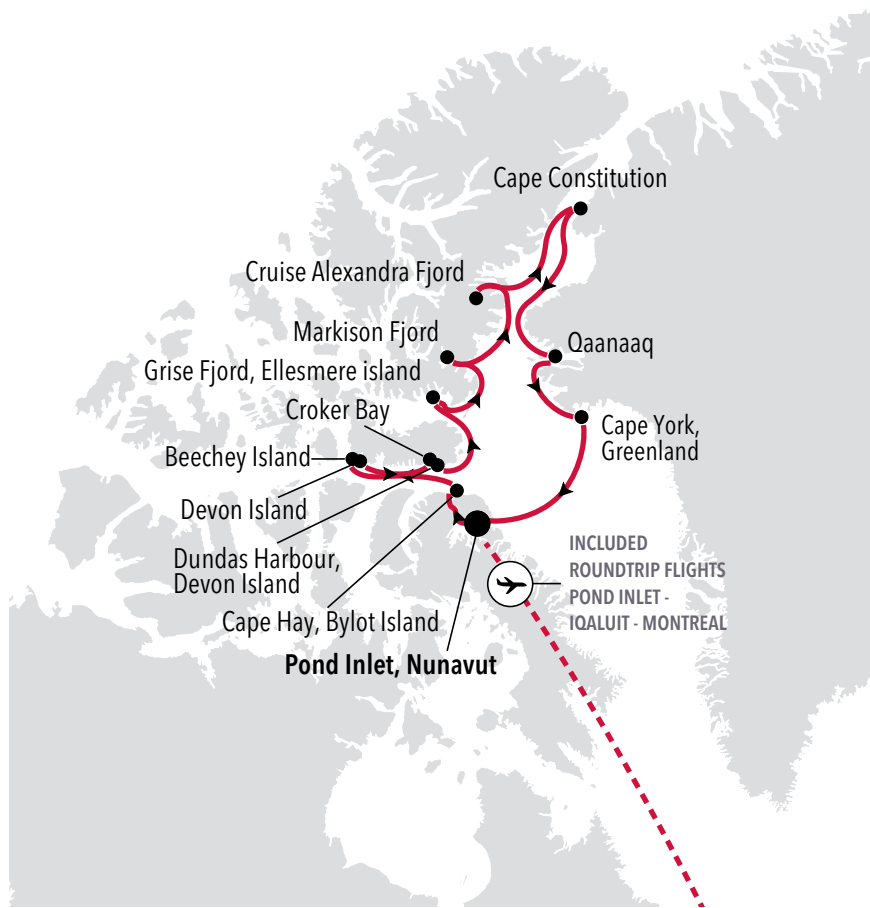 Cape Constitution
Cruise Alexandra Fjord
Markison Fjord
Qaanaaq
Grise Fjord, Ellesmere island
Croker Bay
Cape York,
Greenland
Beechey Island
Devon Island
Dundas Harbour,
Devon Island
INCLUDED
ROUNDTRIP FLIGHTS
POND INLET -
IQALUIT - MONTREAL
Cape Hay, Bylot Island
Pond Inlet, Nunavut